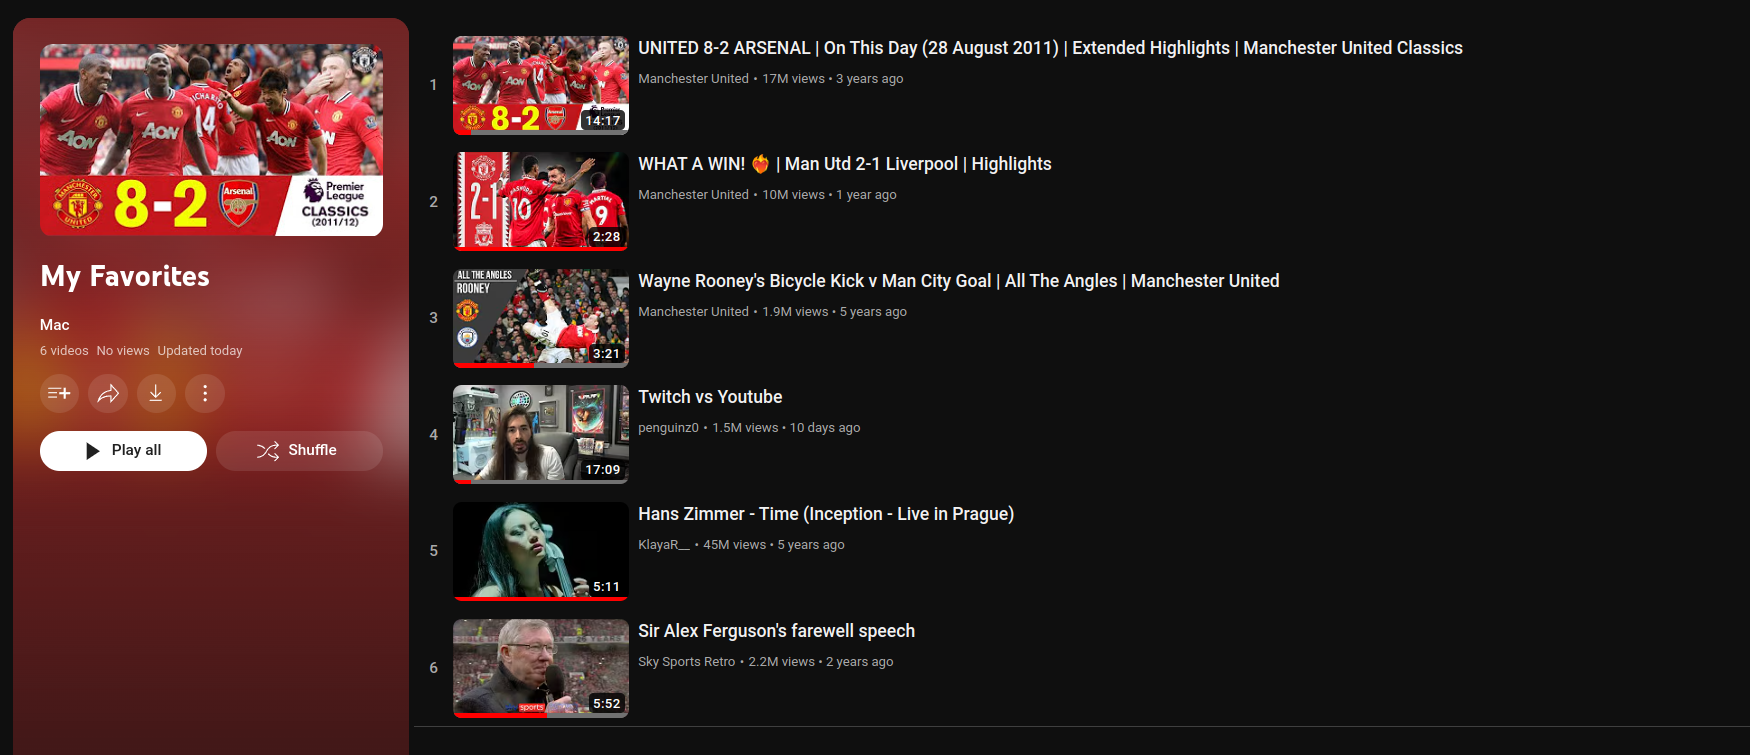 AON
AON
CHARITO
14
8-2
Arsenal
Premier
League
CLASSICS
(2011/12)
My Favorites
Mac
6 videos No views Updated today
Play all
Shuffle
1
8-2
14:17
UNITED 8-2 ARSENAL | On This Day (28 August 2011) | Extended Highlights | Manchester United Classics
Manchester United • 17M views • 3 years ago
2
2-1
10
9
2:28
WHAT A WIN! ❤️‍🔥 | Man Utd 2-1 Liverpool | Highlights
Manchester United • 10M views • 1 year ago
3
ALL THE ANGLES
ROONEY
3:21
Wayne Rooney's Bicycle Kick v Man City Goal | All The Angles | Manchester United
Manchester United • 1.9M views • 5 years ago
4
17:09
Twitch vs Youtube
penguinz0 • 1.5M views • 10 days ago
5
5:11
Hans Zimmer - Time (Inception - Live in Prague)
KlayaR__ • 45M views • 5 years ago
6
sports
5:52
Sir Alex Ferguson's farewell speech
Sky Sports Retro • 2.2M views • 2 years ago